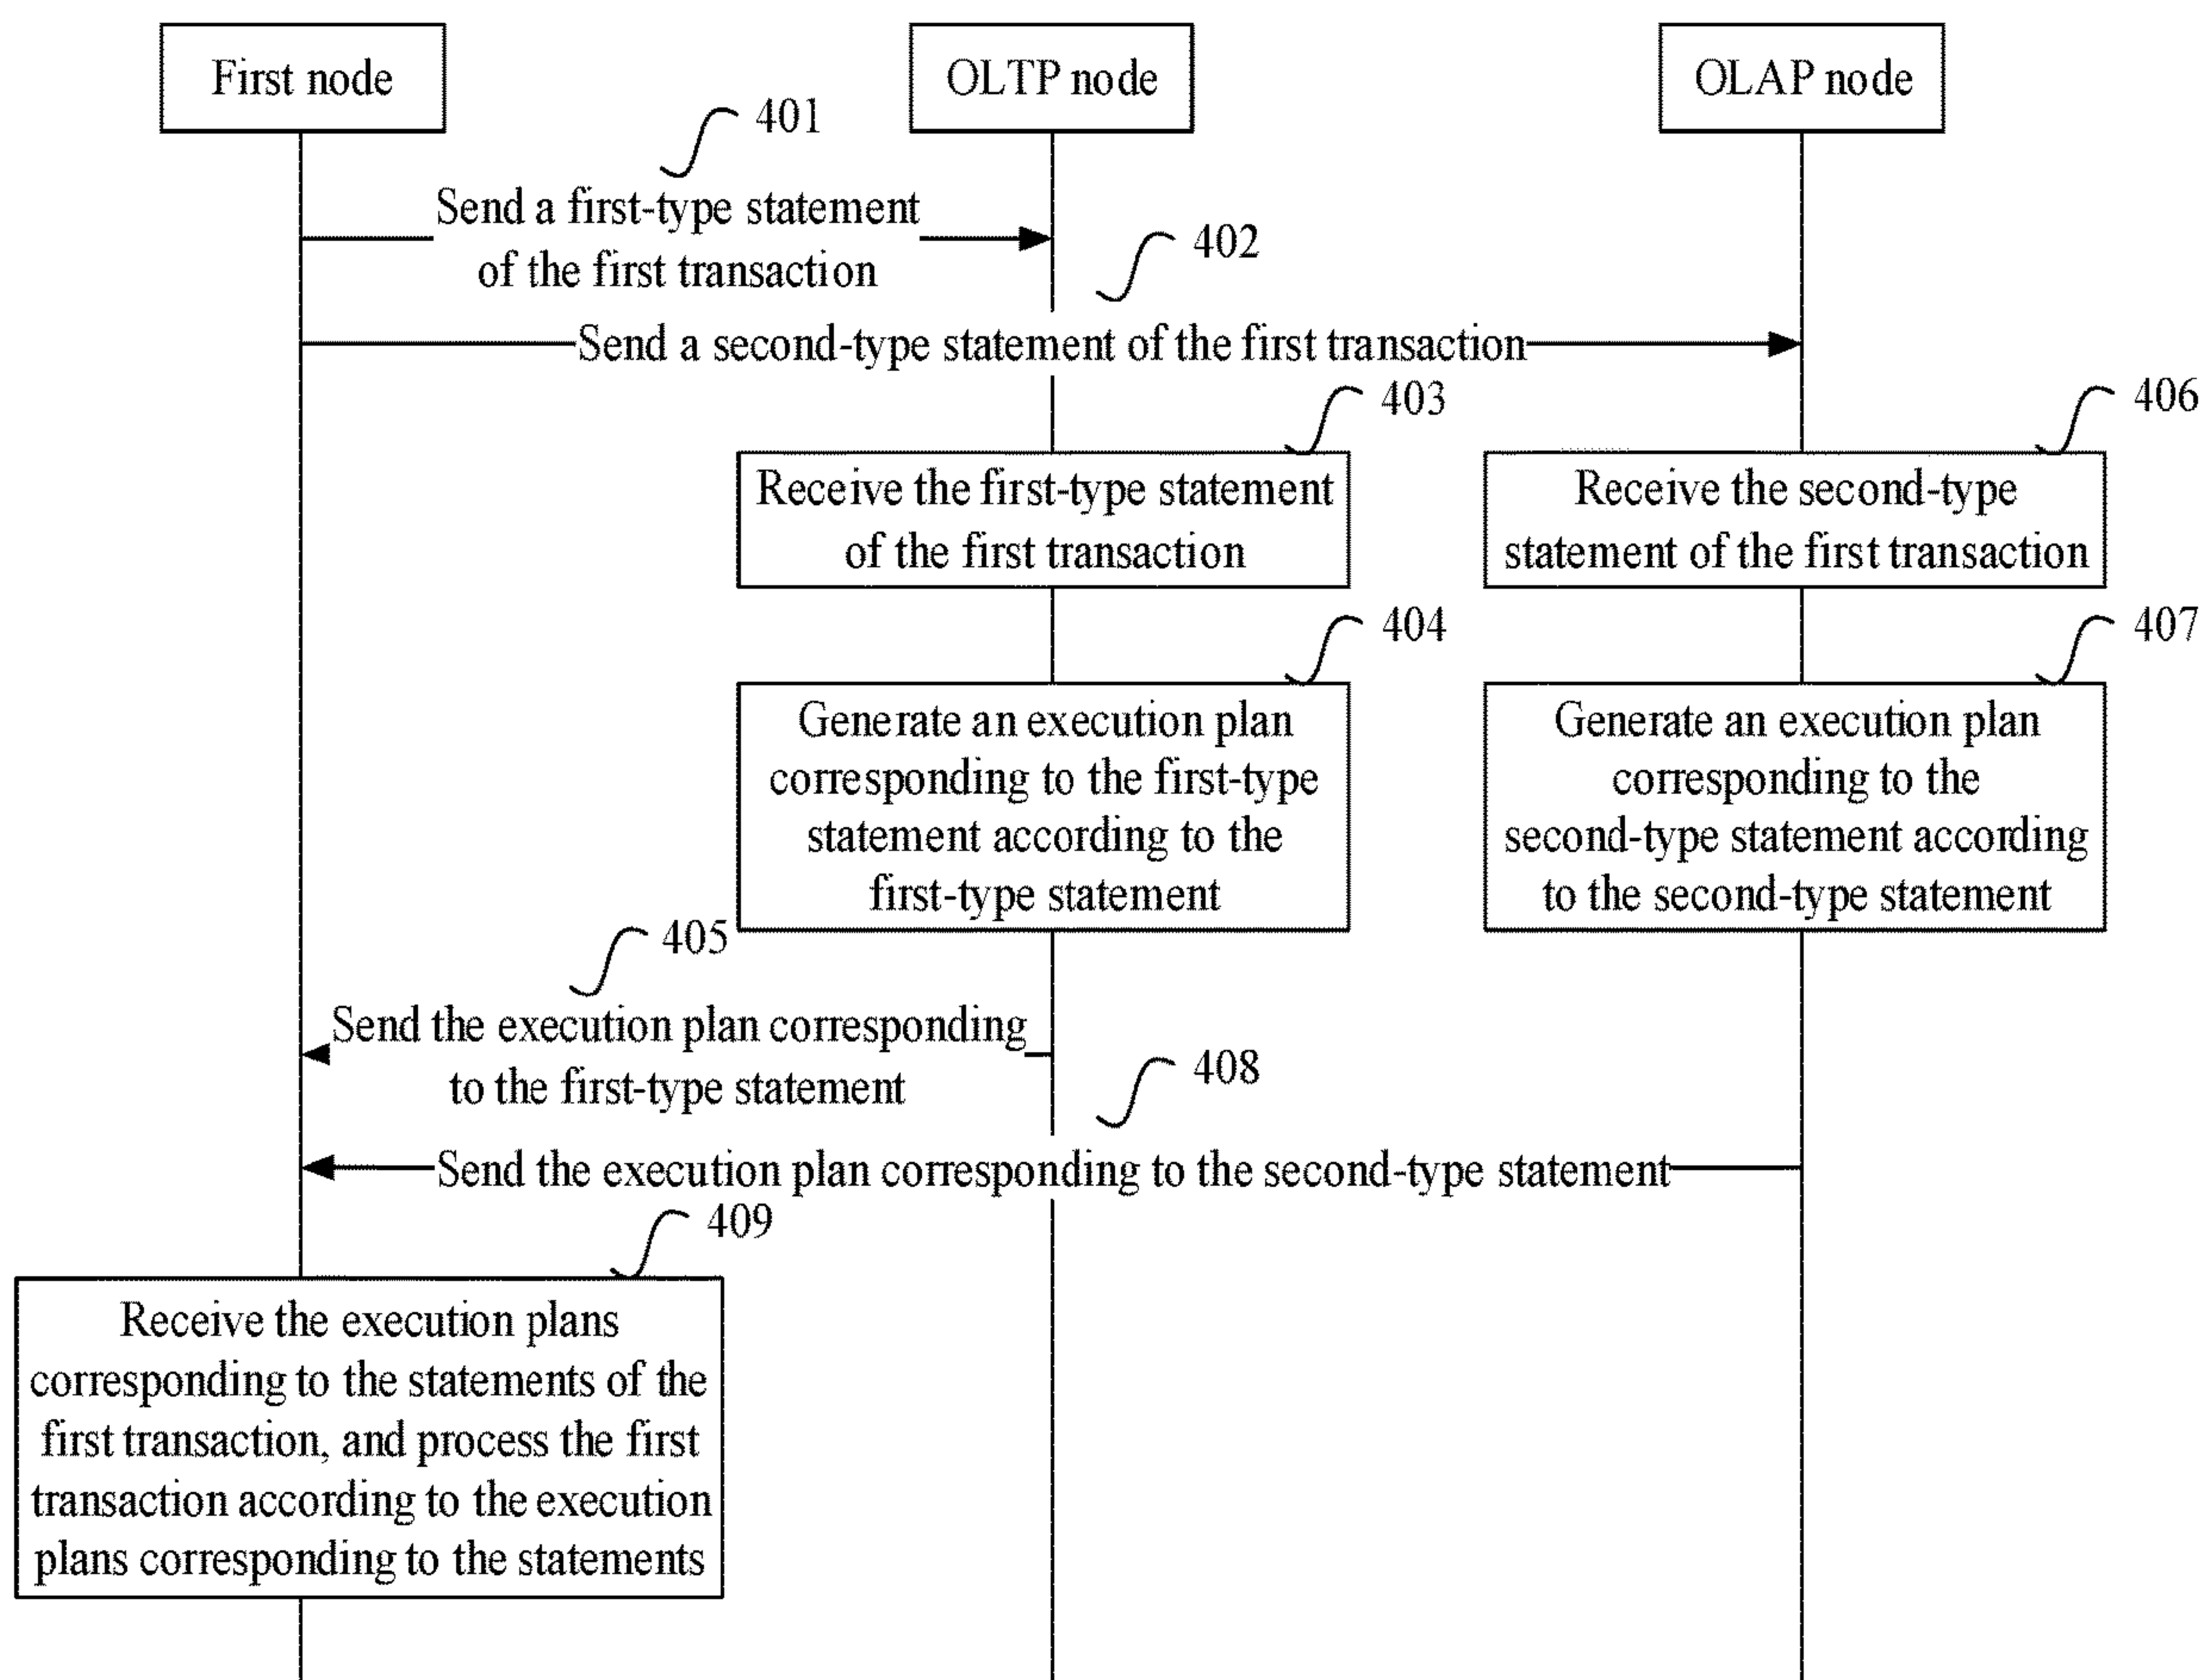 First node
OLTP node
OLAP node
401
Send a first-type statement
of the first transaction
402
Send a second-type statement of the first transaction
403
Receive the first-type statement
of the first transaction
406
Receive the second-type
statement of the first transaction
404
Generate an execution plan
corresponding to the first-type
statement according to the
first-type statement
407
Generate an execution plan
corresponding to the
second-type statement according
to the second-type statement
405
Send the execution plan corresponding
to the first-type statement
408
Send the execution plan corresponding to the second-type statement
409
Receive the execution plans
corresponding to the statements of the
first transaction, and process the first
transaction according to the execution
plans corresponding to the statements